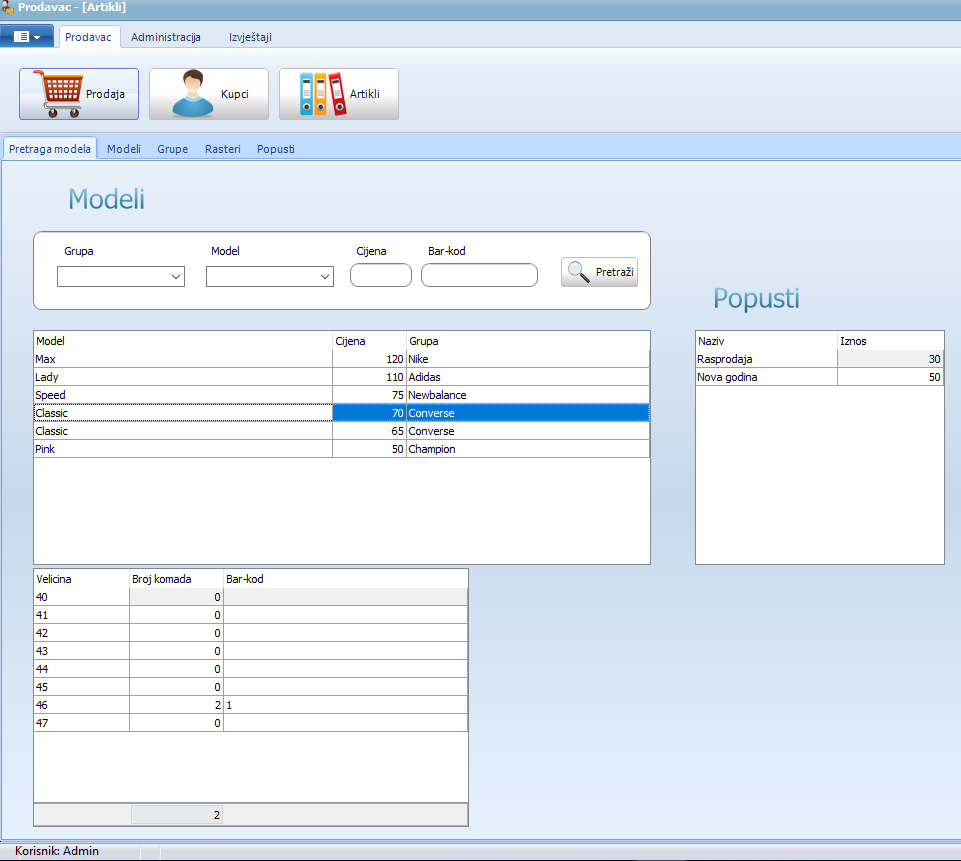 Prodavac - [Artikli]
Prodavac Administracija Izvještaji
Prodaja Kupci Artikli
Pretraga modela Modeli Grupe Rasteri Popusti
Modeli
Grupa Model Cijena Bar-kod
Pretraži
Popusti
Model Cijena Grupa
Max 120 Nike
Lady 110 Adidas
Speed 75 Newbalance
Classic 70 Converse
Classic 65 Converse
Pink 50 Champion
Naziv Iznos
Rasprodaja 30
Nova godina 50
Velicina Broj komada Bar-kod
40 0
41 0
42 0
43 0
44 0
45 0
46 2 1
47 0
2
Korisnik: Admin